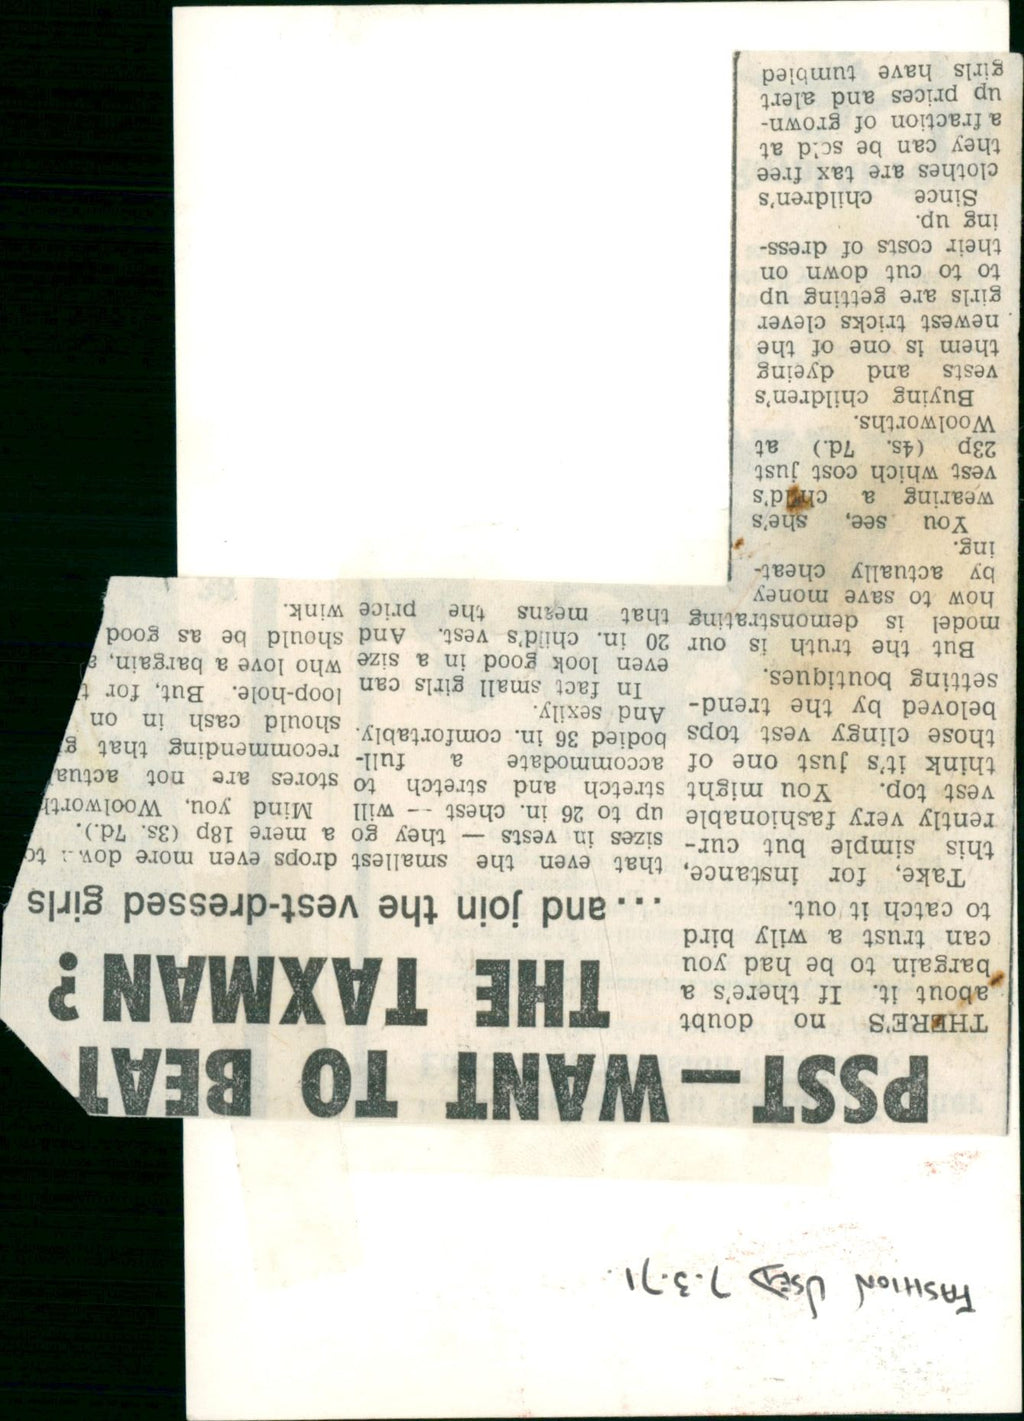 FASHION USED 7.3.71.
PSST—WANT TO BEAT
THE TAXMAN?
...and join the vest-dressed girls
THERE'S no doubt
about it. If there's a
bargain to be had you
can trust a wily bird
to catch it out.
Take, for instance,
this simple but cur-
rently very fashionable
vest top. You might
think it's just one of
those clingy vest tops
beloved by the trend-
setting boutiques.
But the truth is our
model is demonstrating
how to save money
by actually cheat-
ing.
You see, she's
wearing a child's
vest which cost just
23p (4s. 7d.) at
Woolworths.
Buying children's
vests and dyeing
them is one of the
newest tricks clever
girls are getting up
to to cut down on
their costs of dress-
ing up.
Since children's
clothes are tax free
they can be sold at
a fraction of grown-
up prices and alert
girls have tumbled
that even the smallest
sizes in vests — they go
up to 26 in. chest — will
stretch and stretch to
accommodate a full-
bodied 36 in. comfortably.
And sexily.
In fact small girls can
even look good in a size
20 in. child's vest. And
that means the price
drops even more down to
a mere 18p (3s. 7d.).
Mind you, Woolworth
stores are not
recommending that
should cash in on
loop-hole. But, for
who love a bargain,
should be as good
wink.